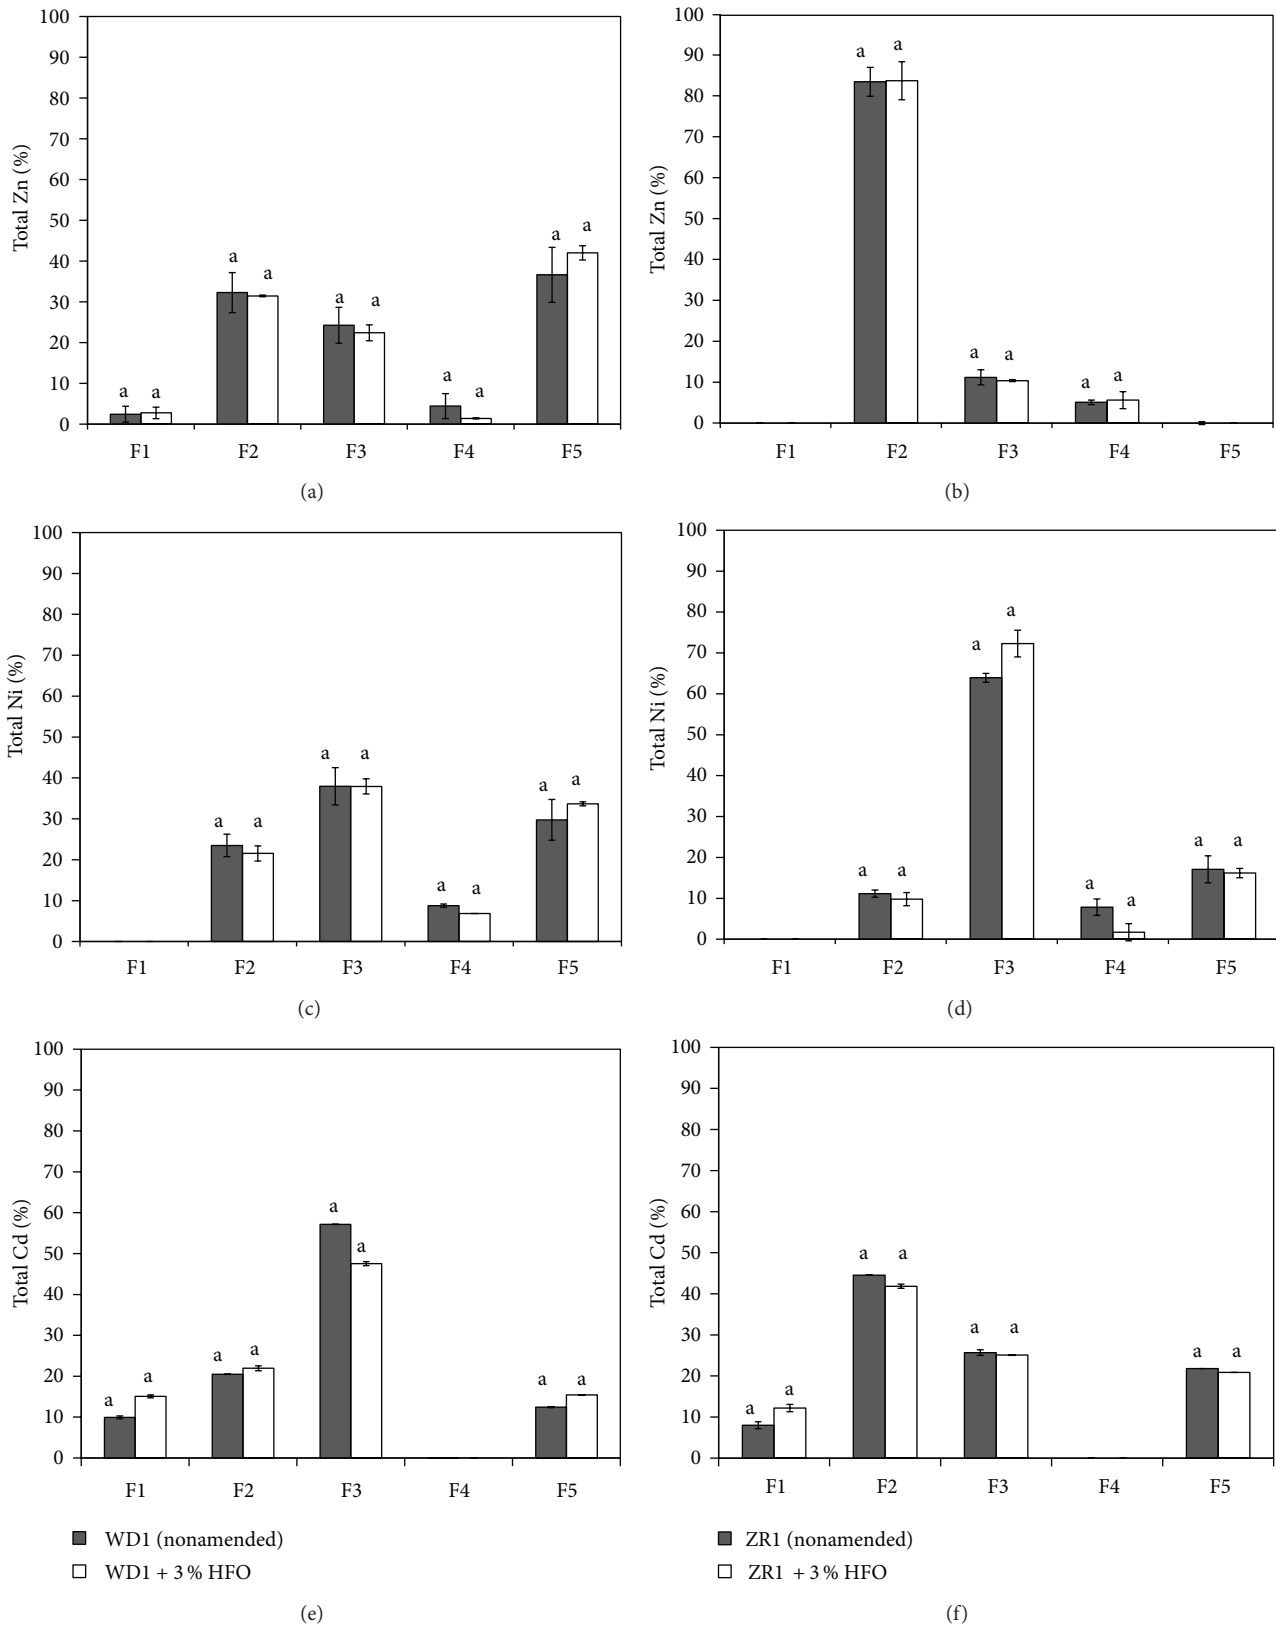 100
90
80
70
60
50
40
30
20
10
0
Total Zn (%)
a a a a a a a a a a
F1 F2 F3 F4 F5
(a)
100
90
80
70
60
50
40
30
20
10
0
Total Zn (%)
a a a a a a
F1 F2 F3 F4 F5
(b)
100
90
80
70
60
50
40
30
20
10
0
Total Ni (%)
a a a a a a a a
F1 F2 F3 F4 F5
(c)
100
90
80
70
60
50
40
30
20
10
0
Total Ni (%)
a a a a a a a a
F1 F2 F3 F4 F5
(d)
100
90
80
70
60
50
40
30
20
10
0
Total Cd (%)
a a a a a a a a
F1 F2 F3 F4 F5
WD1 (nonamended)
WD1 + 3% HFO
(e)
100
90
80
70
60
50
40
30
20
10
0
Total Cd (%)
a a a a a a a a
F1 F2 F3 F4 F5
ZR1 (nonamended)
ZR1 + 3% HFO
(f)